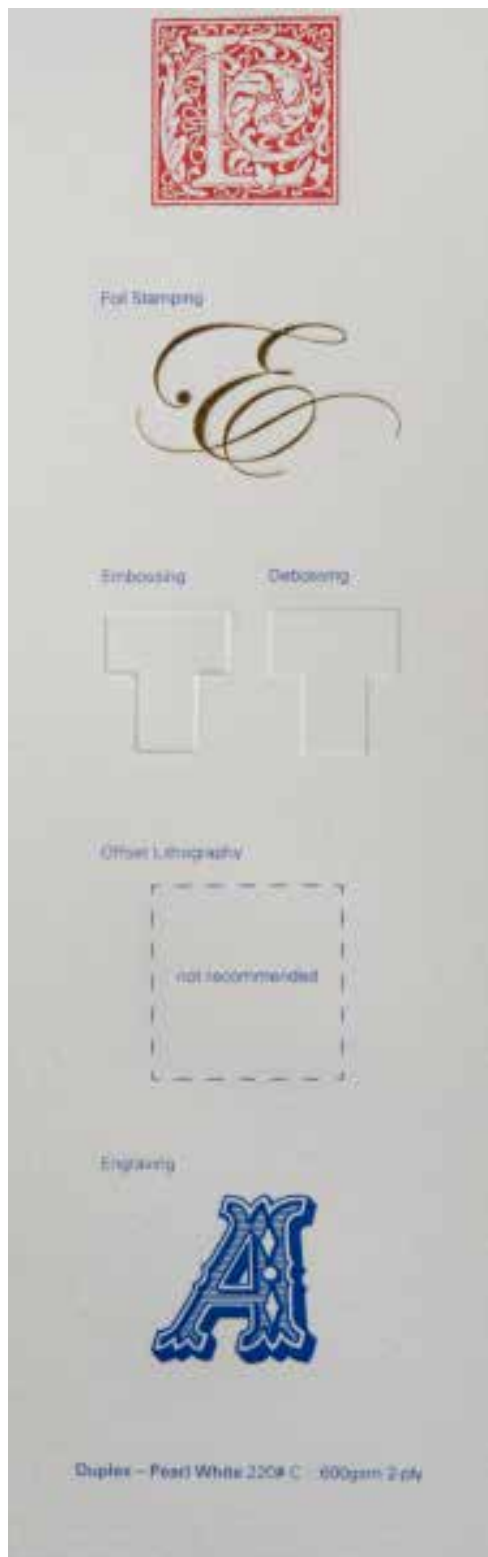 L
Foil Stamping
E
Embossing Debossing
T T
Offset Lithography
not recommended
Engraving
A
Duplex – Pearl White 220# C 600gsm 2-ply